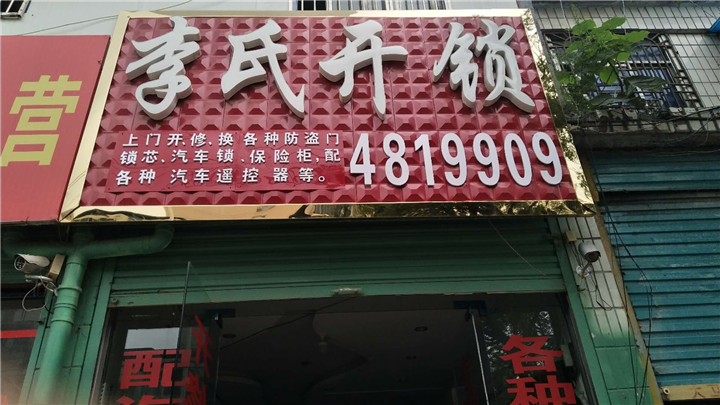 李氏开锁
上门开.修、换各种防盗门
锁芯、汽车锁、保险柜,配
各种 汽车遥控 器等。
4819909
营
配
各种